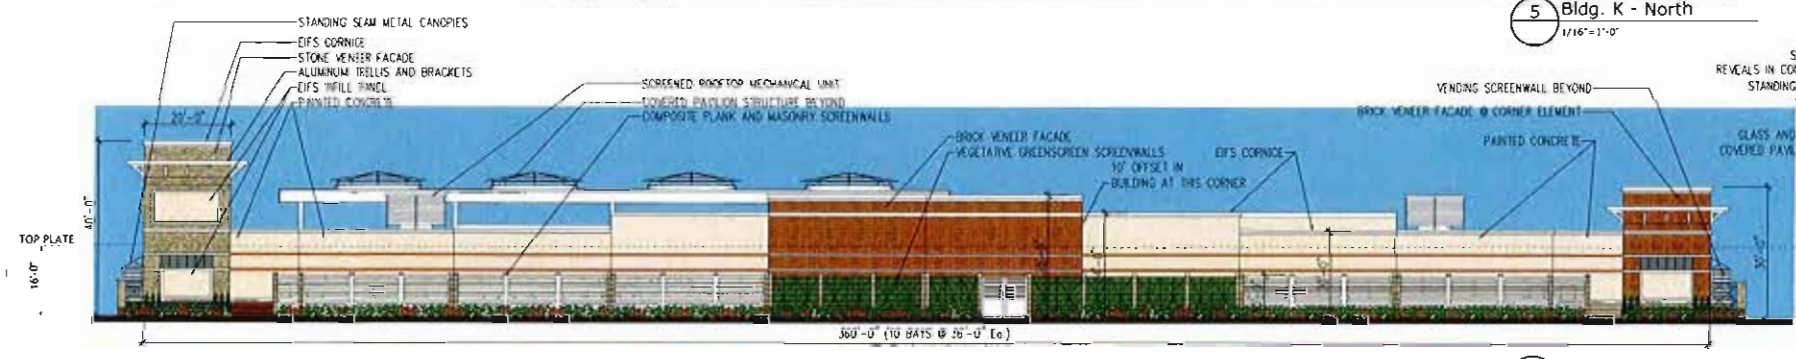 5 Bldg. K - North
1/16"=1'-0"
STANDING SEAM METAL CANOPIES
EIFS CORNICE
STONE VENEER FACADE
ALUMINUM TRELLIS AND BRACKETS
EIFS INFILL PANEL
PAINTED CONCRETE
20'-0"
SCREENED ROOFTOP MECHANICAL UNIT
COVERED PAVILION STRUCTURE BEYOND
COMPOSITE PLANK AND MASONRY SCREENWALLS
BRICK VENEER FACADE
VEGETATIVE GREENSCREEN SCREENWALLS
10' OFFSET IN
BUILDING AT THIS CORNER
EIFS CORNICE
VENDING SCREENWALL BEYOND
BRICK VENEER FACADE @ CORNER ELEMENT
PAINTED CONCRETE
S
REVEALS IN CO
STANDING
GLASS AND
COVERED PAVI
40'-0"
TOP PLATE
16'-0"
30'-0"
360'-0" (10 BAYS @ 36'-0" Ea)